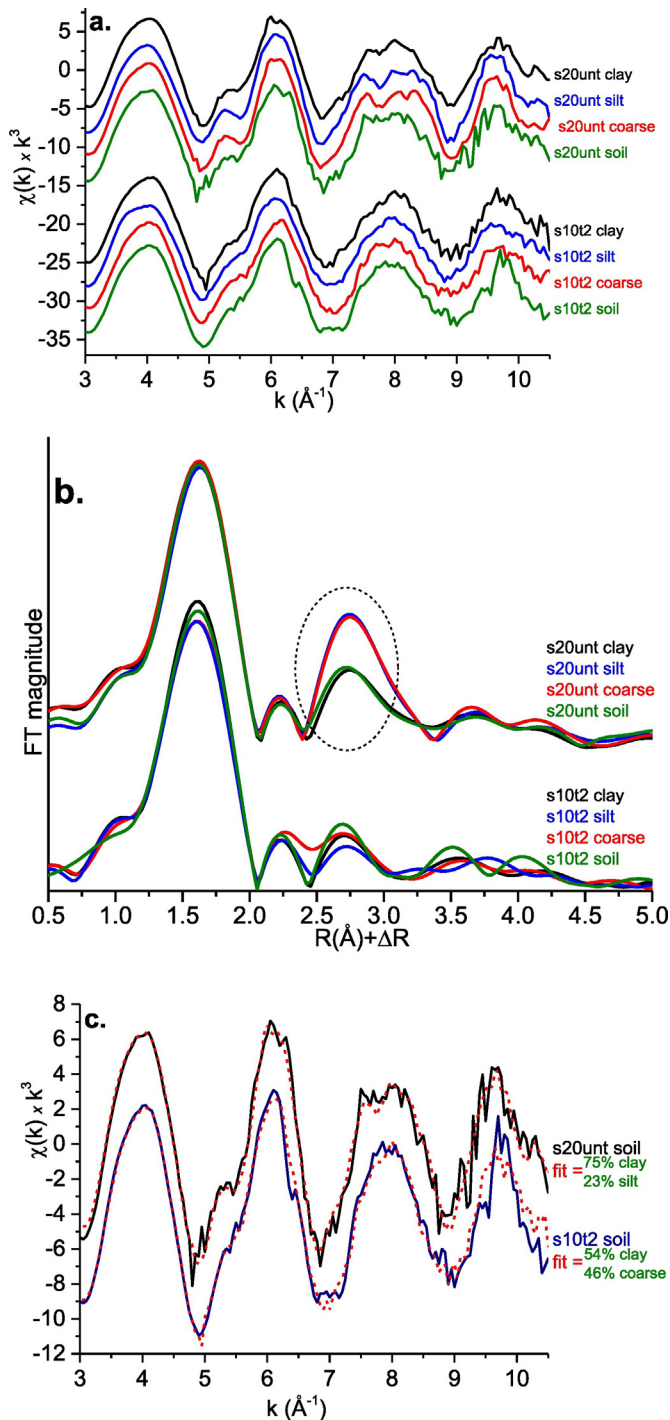 a.
5
0
-5
-10
-15
-20
-25
-30
-35
χ(k) x k³
s20unt clay
s20unt silt
s20unt coarse
s20unt soil
s10t2 clay
s10t2 silt
s10t2 coarse
s10t2 soil
3 4 5 6 7 8 9 10
k (Å⁻¹)
b.
FT magnitude
s20unt clay
s20unt silt
s20unt coarse
s20unt soil
s10t2 clay
s10t2 silt
s10t2 coarse
s10t2 soil
0.5 1.0 1.5 2.0 2.5 3.0 3.5 4.0 4.5 5.0
R(Å)+ΔR
c.
8
6
4
2
0
-2
-4
-6
-8
-10
-12
χ(k) x k³
s20unt soil
fit = 75% clay
23% silt
s10t2 soil
fit = 54% clay
46% coarse
3 4 5 6 7 8 9 10
k (Å⁻¹)